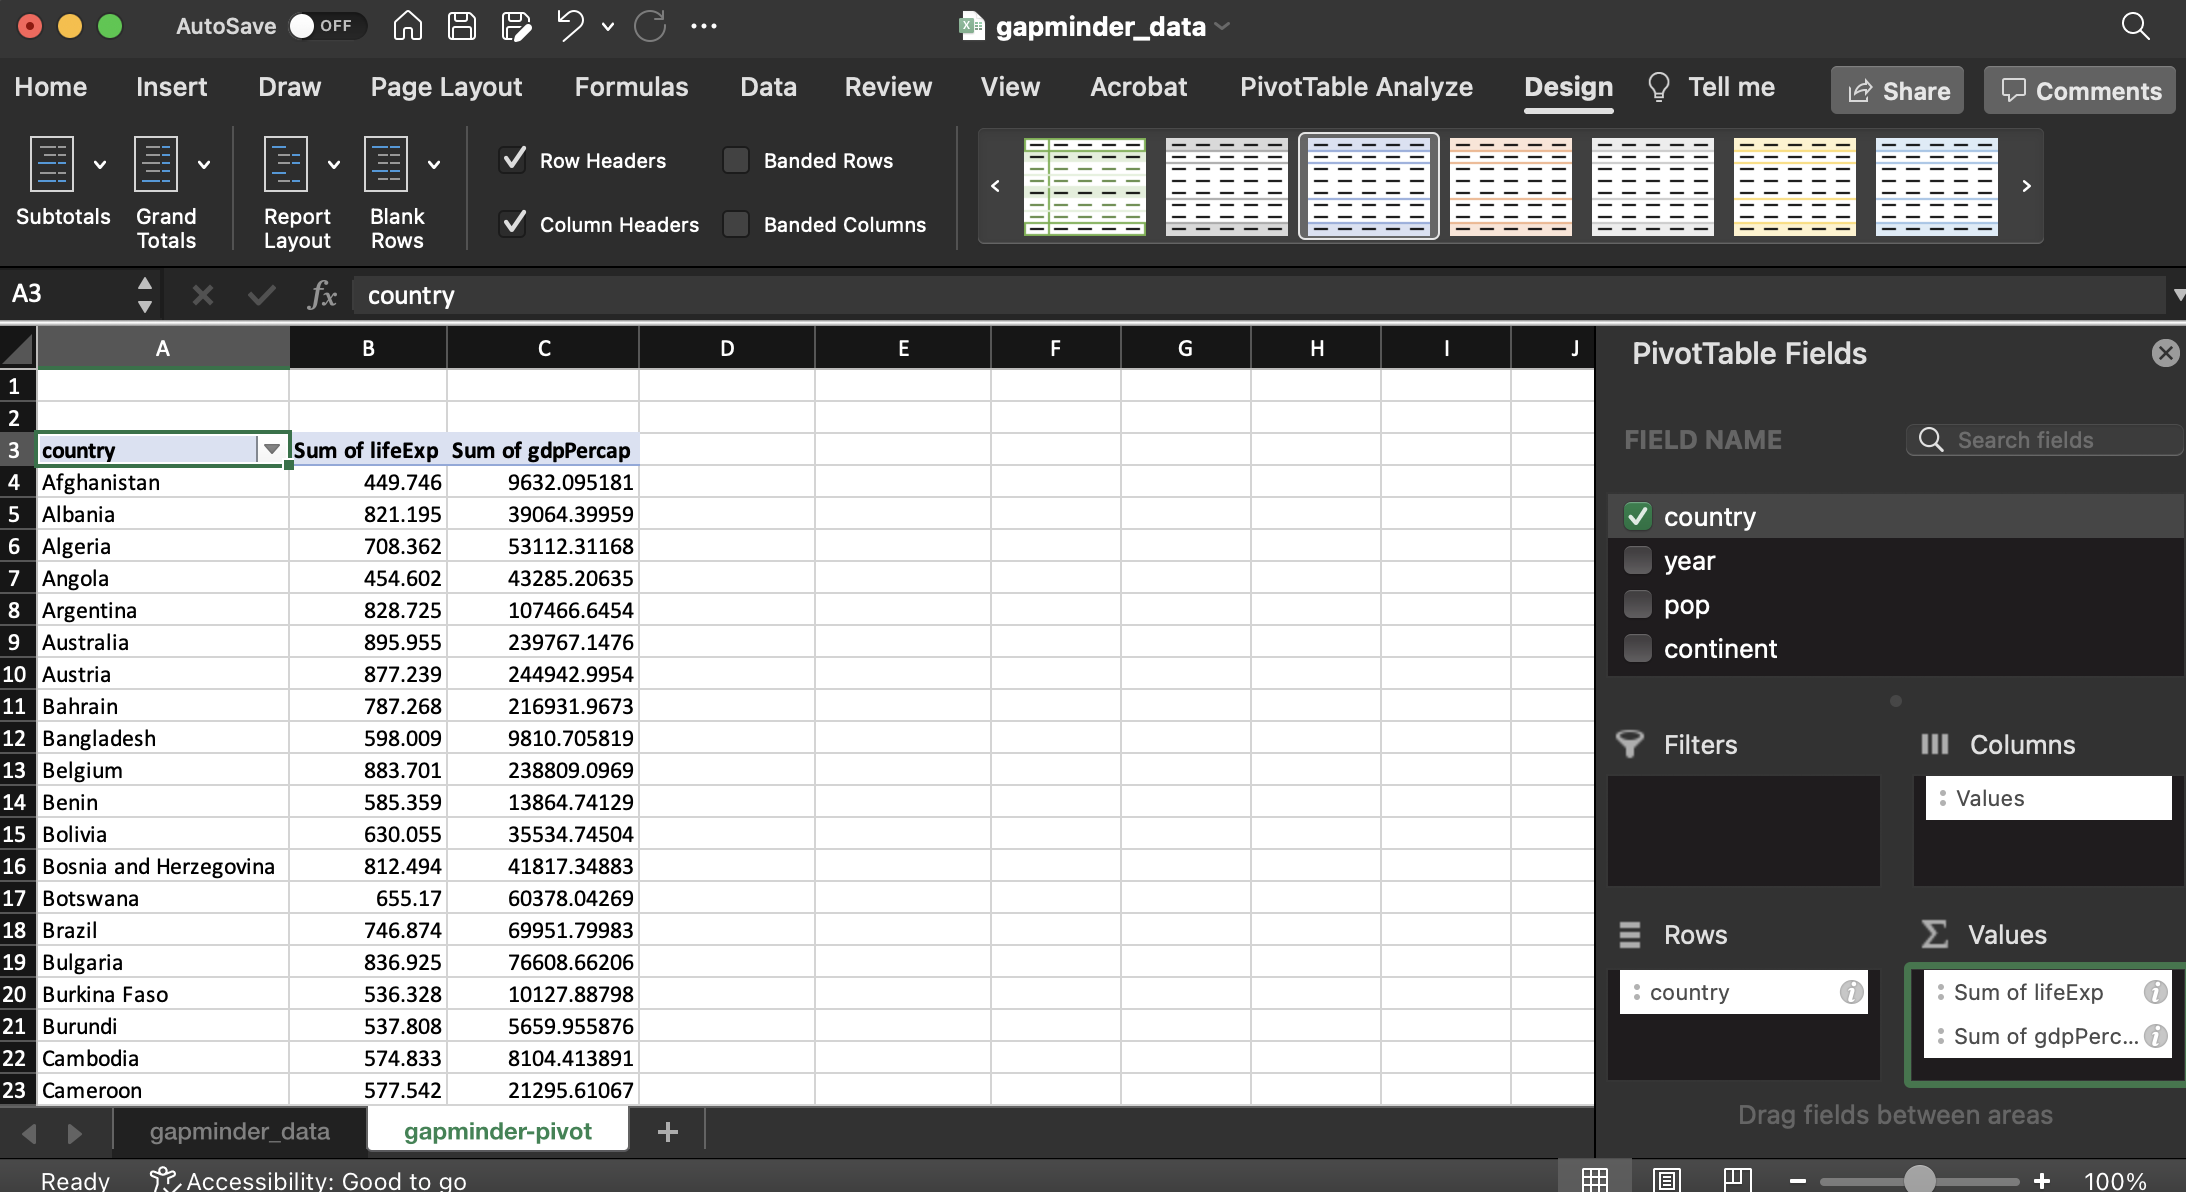 AutoSave OFF gapminder_data
Home Insert Draw Page Layout Formulas Data Review View Acrobat PivotTable Analyze Design Tell me Share Comments
Subtotals Grand Totals Report Layout Blank Rows
Row Headers Banded Rows
Column Headers Banded Columns
A3 fx country
A B C D E F G H I J
1
2
3 country Sum of lifeExp Sum of gdpPercap
4 Afghanistan 449.746 9632.095181
5 Albania 821.195 39064.39959
6 Algeria 708.362 53112.31168
7 Angola 454.602 43285.20635
8 Argentina 828.725 107466.6454
9 Australia 895.955 239767.1476
10 Austria 877.239 244942.9954
11 Bahrain 787.268 216931.9673
12 Bangladesh 598.009 9810.705819
13 Belgium 883.701 238809.0969
14 Benin 585.359 13864.74129
15 Bolivia 630.055 35534.74504
16 Bosnia and Herzegovina 812.494 41817.34883
17 Botswana 655.17 60378.04269
18 Brazil 746.874 69951.79983
19 Bulgaria 836.925 76608.66206
20 Burkina Faso 536.328 10127.88798
21 Burundi 537.808 5659.955876
22 Cambodia 574.833 8104.413891
23 Cameroon 577.542 21295.61067
PivotTable Fields
FIELD NAME Search fields
country
year
pop
continent
Filters Columns
Values
Rows Values
country Sum of lifeExp
Sum of gdpPerc...
Drag fields between areas
gapminder_data gapminder-pivot +
Ready Accessibility: Good to go 100%